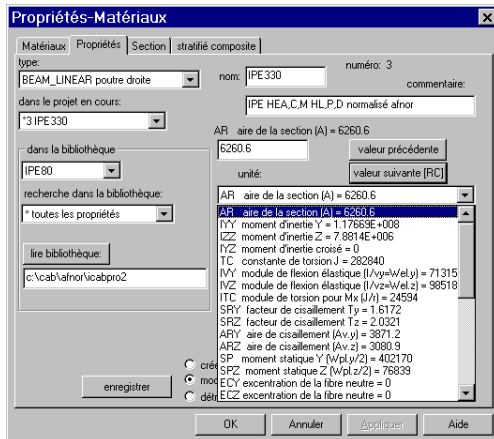 Propriétés-Matériaux
Matériaux Propriétés Section stratifié composite
type:
BEAM_LINEAR poutre droite
nom: IPE330
numéro: 3
commentaire:
dans le projet en cours:
*3 IPE330
IPE HEA,C,M HL,P,D normalisé afnor
AR aire de la section (A) = 6260.6
6260.6
valeur précédente
dans la bibliothèque
IPE80
unité:
valeur suivante [RC]
recherche dans la bibliothèque:
* toutes les propriétés
AR aire de la section (A) = 6260.6
AR aire de la section (A) = 6260.6
IYY moment d'inertie Y = 1.17669E+008
IZZ moment d'inertie Z = 7.8814E+006
IYZ moment d'inertie croisé = 0
TC constante de torsion J = 282840
IVY module de flexion élastique (I/vy=Wel.y) = 71315
IVZ module de flexion élastique (I/vz=Wel.z) = 98518
ITC module de torsion pour Mx (J/r) = 24594
SRY facteur de cisaillement Ty = 1.6172
SRZ facteur de cisaillement Tz = 2.0321
ARY aire de cisaillement (Av.y) = 3871.2
ARZ aire de cisaillement (Av.z) = 3080.9
SP moment statique Y (Wpl.y/2) = 402170
SPZ moment statique Z (Wpl.z/2) = 76839
ECY excentration de la fibre neutre = 0
ECZ excentration de la fibre neutre = 0
lire bibliothèque:
c:\cab\afnor\icabpro2
enregistrer
crée
mod
détr
OK Annuler Appliquer Aide